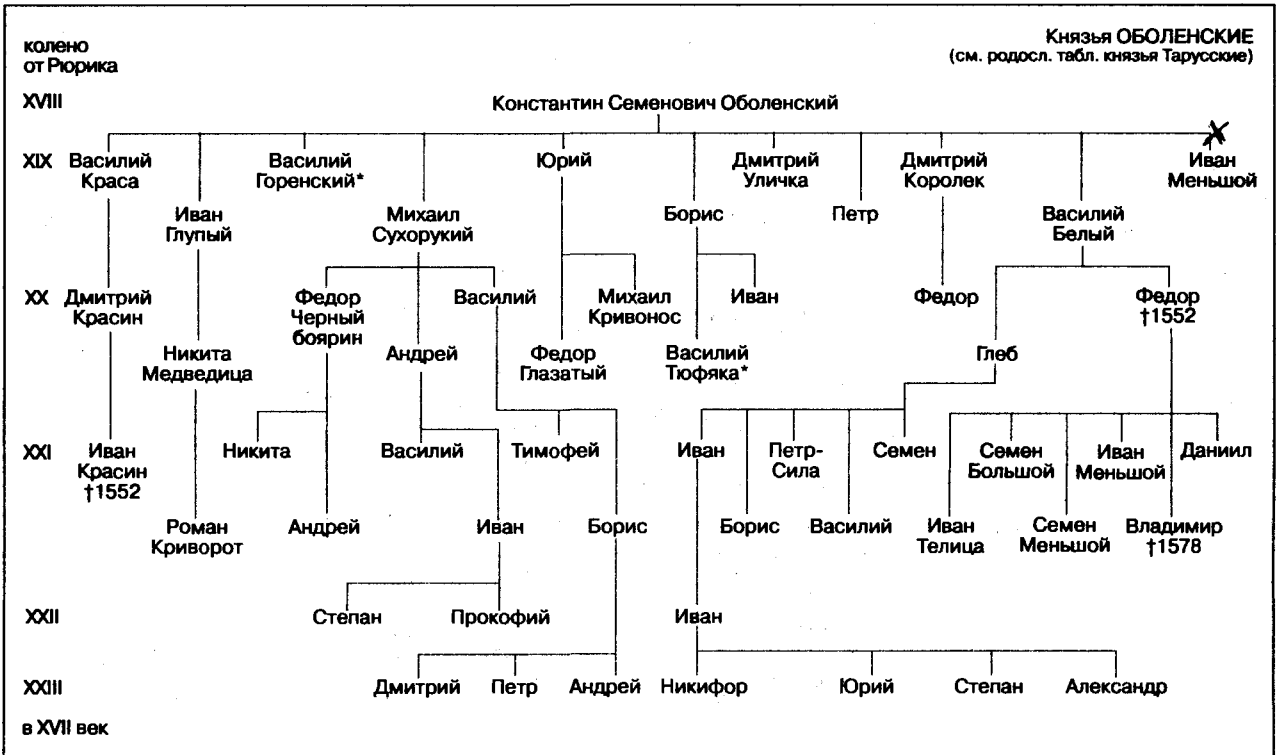 колено
от Рюрика
Князья ОБОЛЕНСКИЕ
(см. родосл. табл. князья Тарусские)
XVIII
Константин Семенович Оболенский
XIX
Василий
Краса
Василий
Горенский*
Юрий
Дмитрий
Уличка
Дмитрий
Королек
Иван
Меньшой
Иван
Глупый
Михаил
Сухорукий
Борис
Петр
Василий
Белый
XX
Дмитрий
Красин
Федор
Черный
боярин
Василий
Михаил
Кривонос
Иван
Федор
Федор
†1552
Никита
Медведица
Андрей
Федор
Глазатый
Василий
Тюфяка*
Глеб
XXI
Иван
Красин
†1552
Никита
Василий
Тимофей
Иван
Петр-
Сила
Семен
Семен
Большой
Иван
Меньшой
Даниил
Роман
Криворот
Андрей
Иван
Борис
Борис
Василий
Иван
Телица
Семен
Меньшой
Владимир
†1578
XXII
Степан
Прокофий
Иван
XXIII
Дмитрий
Петр
Андрей
Никифор
Юрий
Степан
Александр
в XVII век